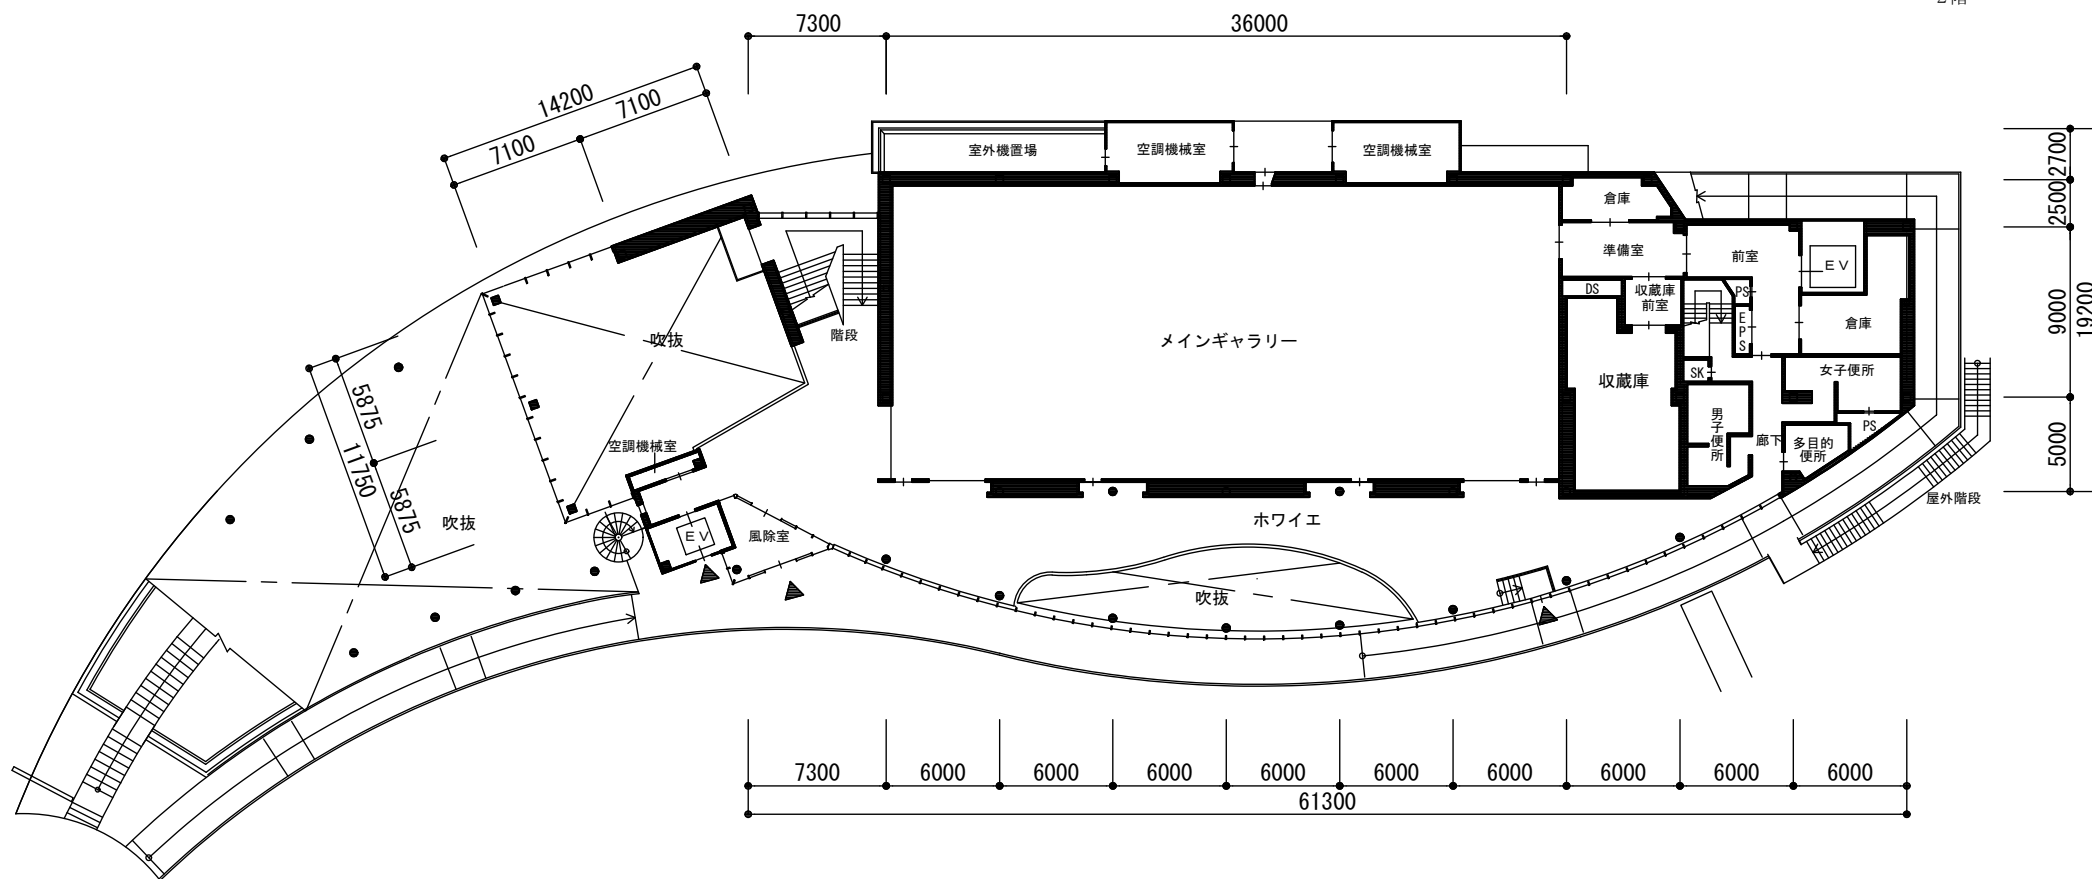 2階
7300
36000
14200
7100
7100
2700
2500
9000
19200
5000
室外機置場
空調機械室
空調機械室
倉庫
準備室
前室
EV
DS
収蔵庫
前室
PS
EPS
倉庫
吹抜
階段
メインギャラリー
収蔵庫
SK
女子便所
男子便所
廊下
多目的
便所
PS
5875
11750
5875
空調機械室
吹抜
EV
風除室
ホワイエ
屋外階段
吹抜
7300
6000
6000
6000
6000
6000
6000
6000
6000
6000
61300